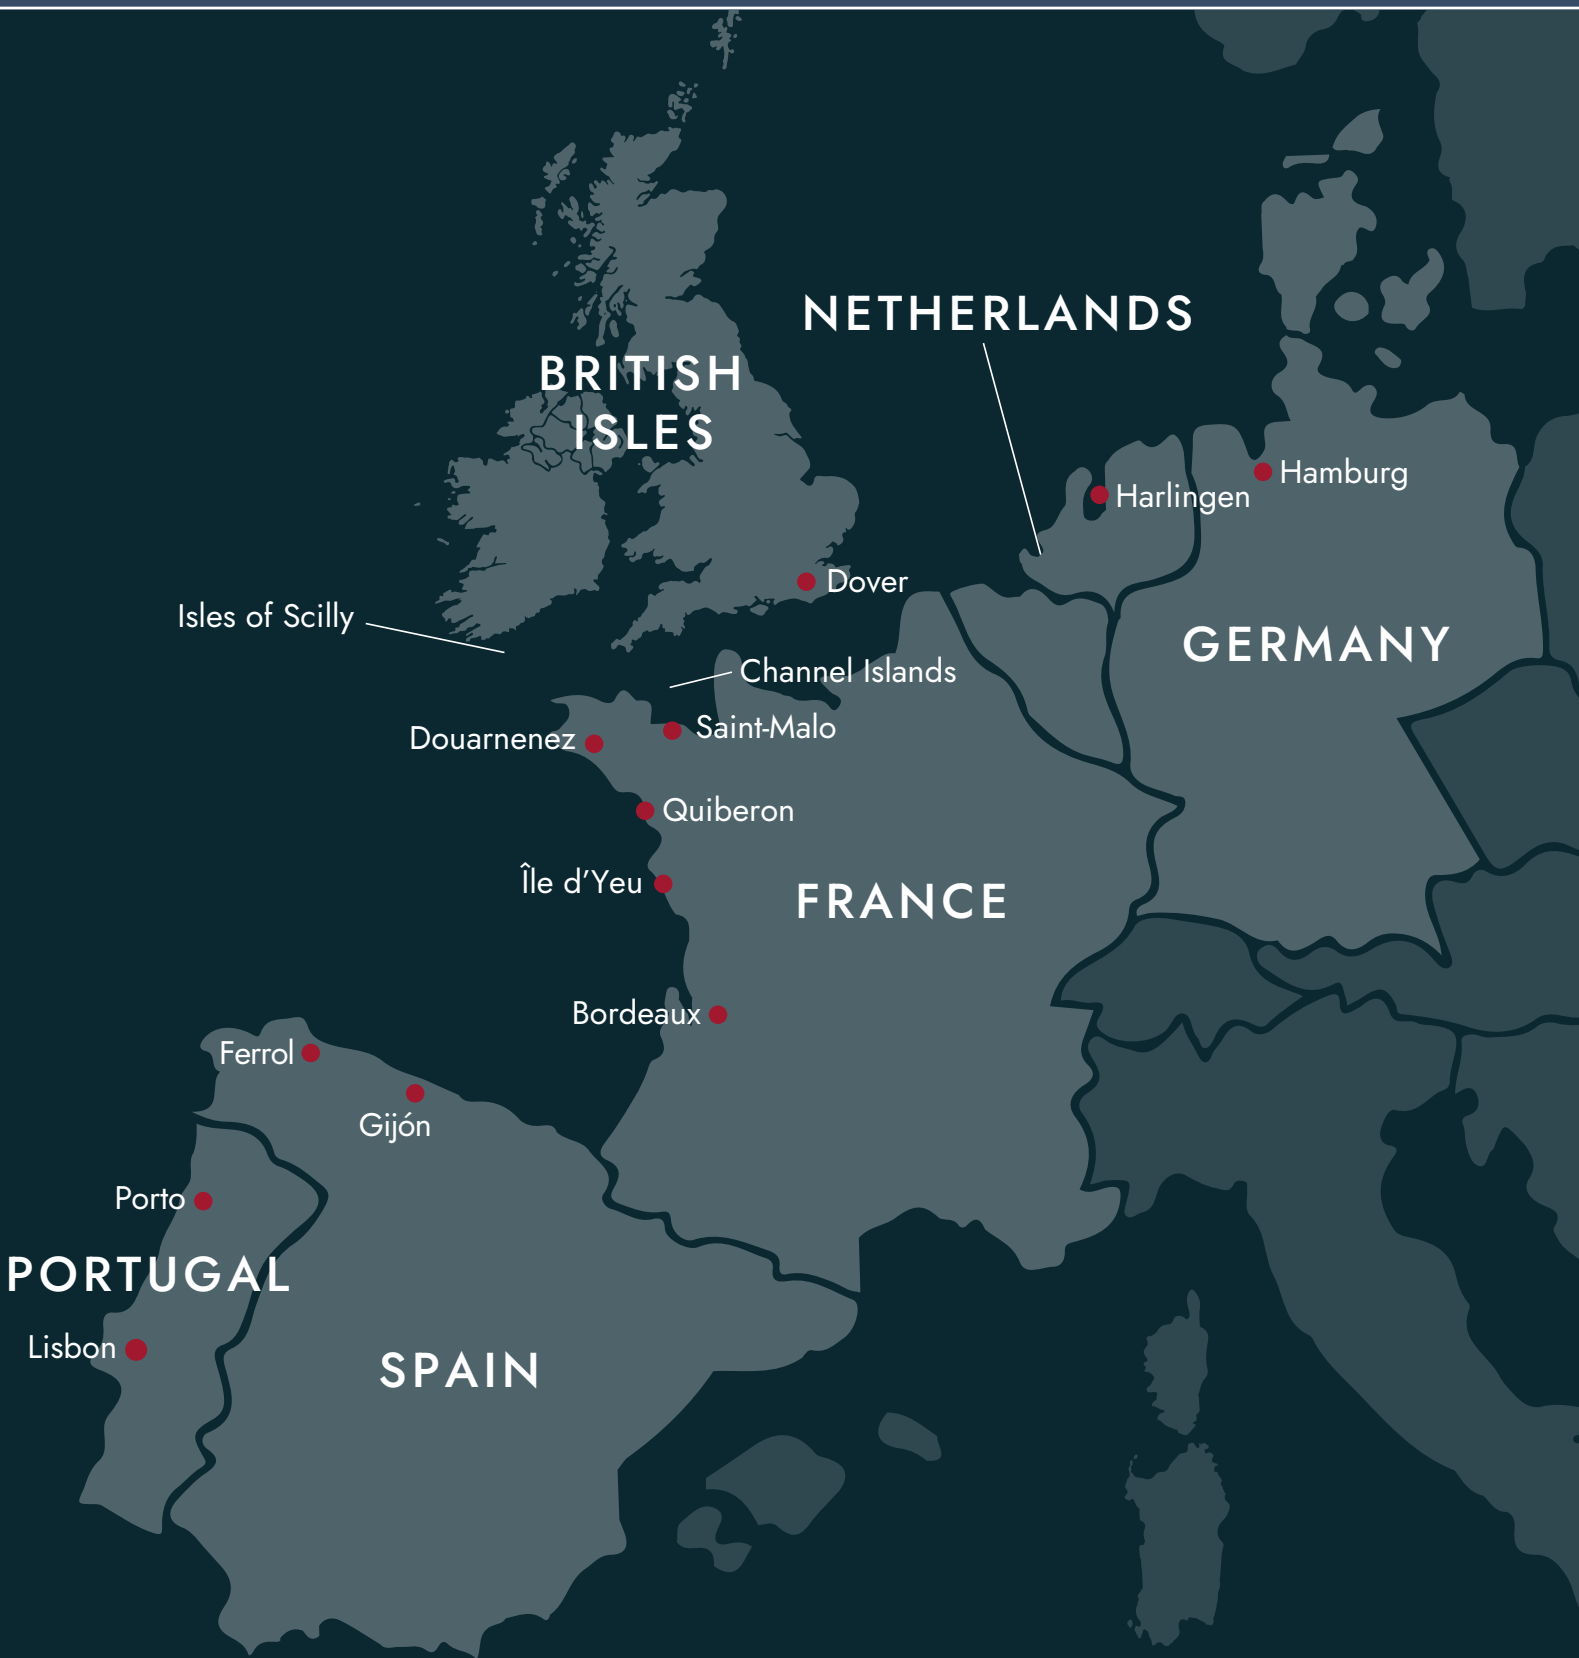 NETHERLANDS
BRITISH
ISLES
Hamburg
Harlingen
Dover
Isles of Scilly
GERMANY
Channel Islands
Saint-Malo
Douarnenez
Quiberon
Île d’Yeu
FRANCE
Bordeaux
Ferrol
Gijón
Porto
PORTUGAL
Lisbon
SPAIN